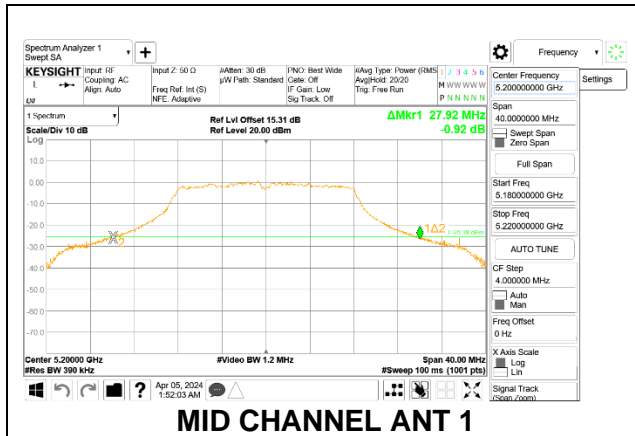 Spectrum Analyzer 1
Swept SA
Frequency
KEYSIGHT
Input: RF
Coupling: AC
Align: Auto
Input Z: 50 Ω
Freq Ref: Int (S)
NFE: Adaptive
#Atten: 30 dB
µW Path: Standard
PNO: Best Wide
Gate: Off
IF Gain: Low
Sig Track: Off
#Avg Type: Power (RMS
Avg|Hold: 20/20
Trig: Free Run
1 2 3 4 5 6
M W W W W W
P N N N N N
Center Frequency
5.200000000 GHz
Settings
Span
40.0000000 MHz
Swept Span
Zero Span
Full Span
Start Freq
5.180000000 GHz
Stop Freq
5.220000000 GHz
AUTO TUNE
CF Step
4.000000 MHz
Auto
Man
Freq Offset
0 Hz
X Axis Scale
Log
Lin
Signal Track
(Span Zoom)
1 Spectrum
Scale/Div 10 dB
Log
Ref Lvl Offset 15.31 dB
Ref Level 20.00 dBm
ΔMkr1 27.92 MHz
-0.92 dB
10.0
0.00
-10.0
-20.0
-30.0
-40.0
-50.0
-60.0
-70.0
2
1Δ2
Center 5.20000 GHz
#Res BW 390 kHz
#Video BW 1.2 MHz
Span 40.00 MHz
#Sweep 100 ms (1001 pts)
Apr 05, 2024
1:52:03 AM
MID CHANNEL ANT 1